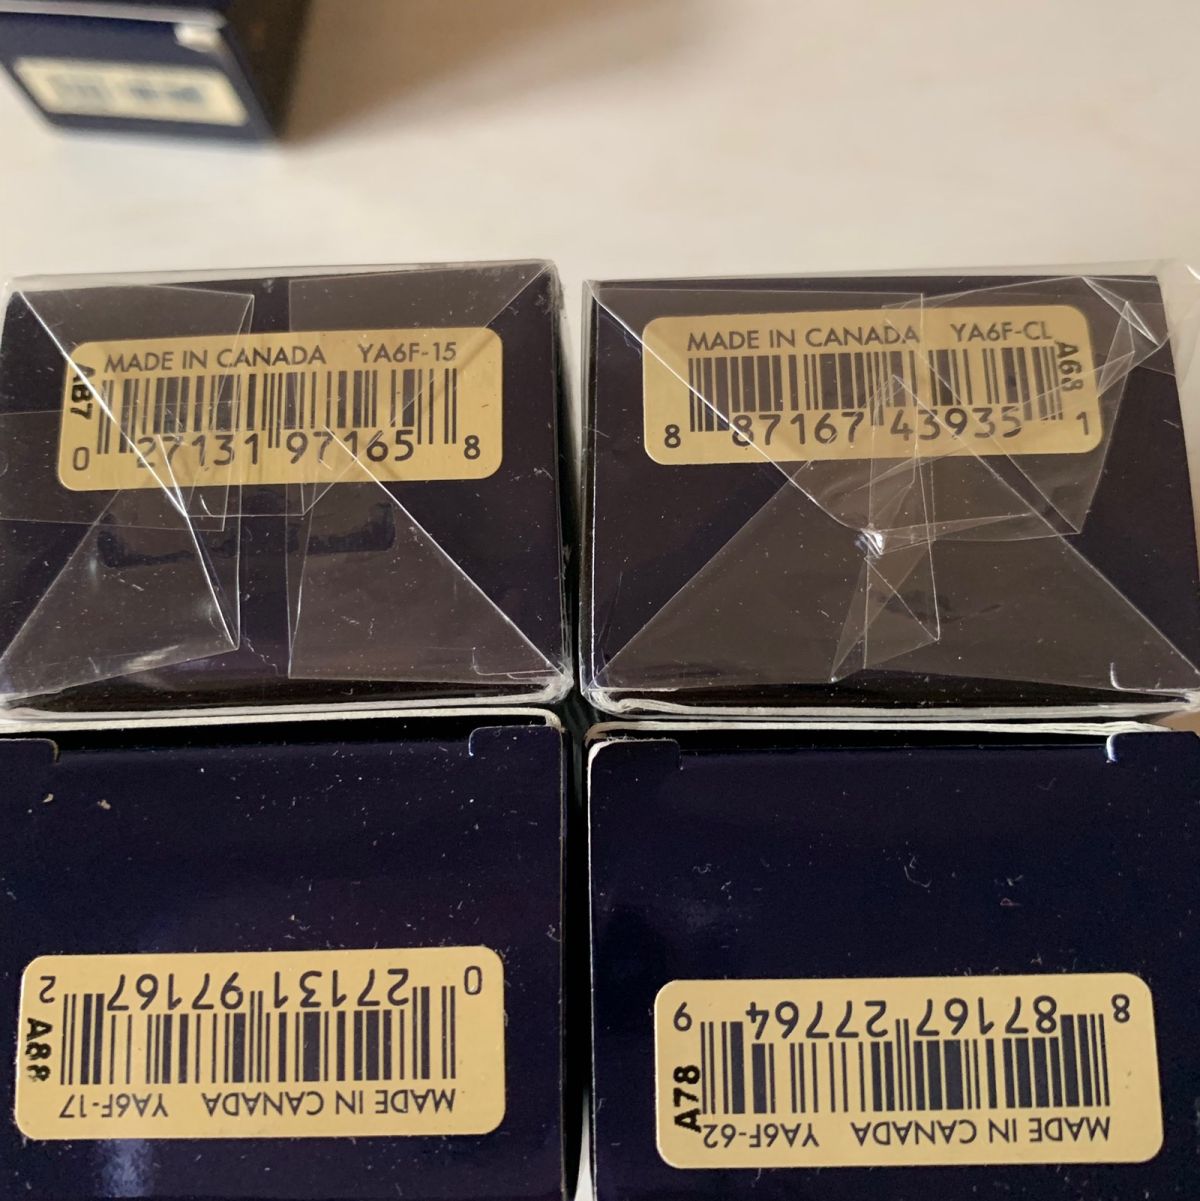 MADE IN CANADA YA6F-15
AB7
0 27131 97165 8
MADE IN CANADA YA6F-CL
A68
8 87167 43935 1
MADE IN CANADA YA6F-17
A88
0 27131 97167 2
MADE IN CANADA YA6F-62
A78
8 87167 27764 9